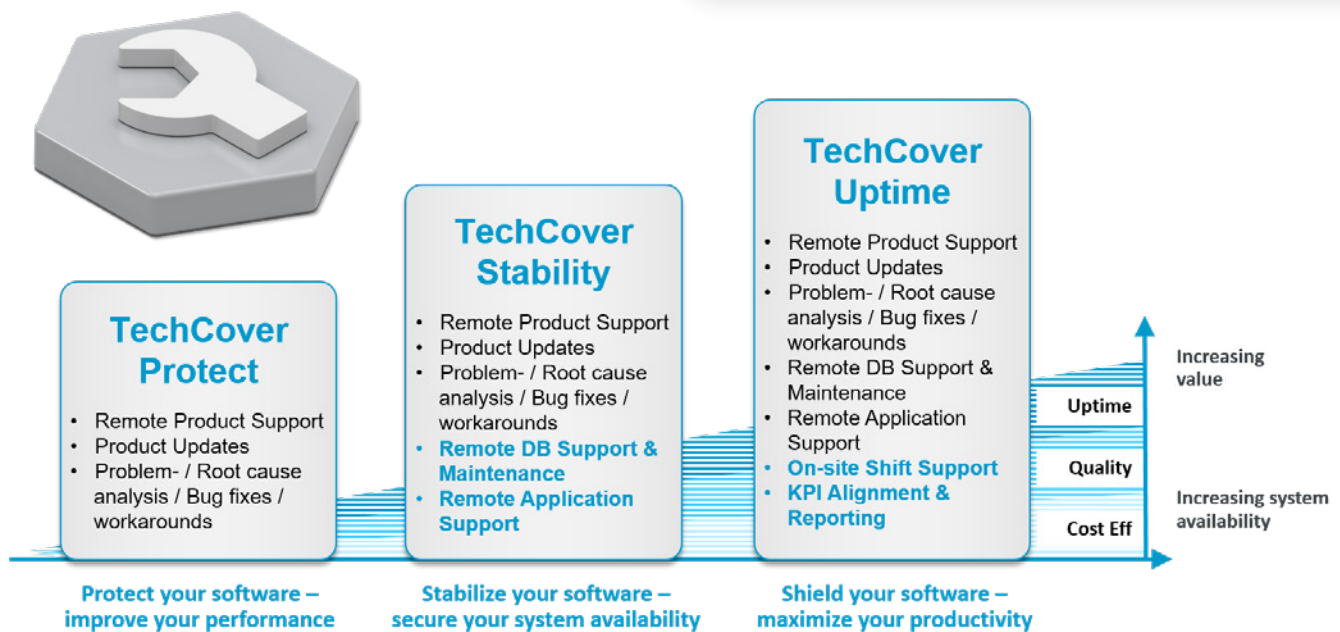 TechCover
Protect
• Remote Product Support
• Product Updates
• Problem- / Root cause
analysis / Bug fixes /
workarounds
TechCover
Stability
• Remote Product Support
• Product Updates
• Problem- / Root cause
analysis / Bug fixes /
workarounds
• Remote DB Support &
Maintenance
• Remote Application
Support
TechCover
Uptime
• Remote Product Support
• Product Updates
• Problem- / Root cause
analysis / Bug fixes /
workarounds
• Remote DB Support &
Maintenance
• Remote Application
Support
• On-site Shift Support
• KPI Alignment &
Reporting
Uptime
Quality
Cost Eff
Increasing
value
Increasing system
availability
Protect your software –
improve your performance
Stabilize your software –
secure your system availability
Shield your software –
maximize your productivity